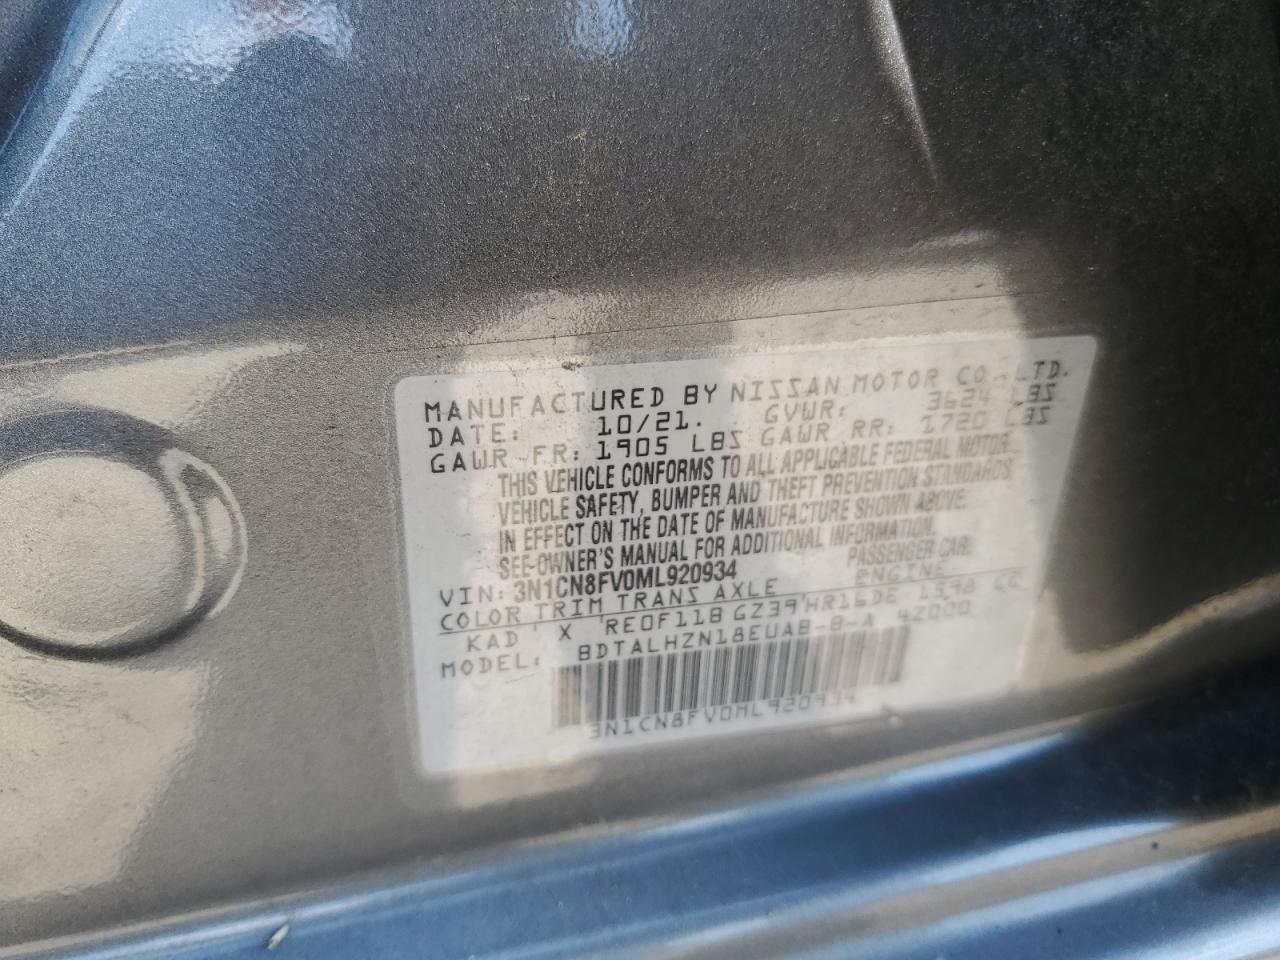 MANUFACTURED BY NISSAN MOTOR CO., LTD.
DATE: 10/21. GVWR: 3624 LBS
GAWR FR: 1905 LBS GAWR RR: 1720 LBS
THIS VEHICLE CONFORMS TO ALL APPLICABLE FEDERAL MOTOR
VEHICLE SAFETY, BUMPER AND THEFT PREVENTION STANDARDS
IN EFFECT ON THE DATE OF MANUFACTURE SHOWN ABOVE.
SEE-OWNER'S MANUAL FOR ADDITIONAL INFORMATION.
VIN: 3N1CN8FV0ML920934 PASSENGER CAR
COLOR TRIM TRANS AXLE ENGINE
KAD X RE0F11B GZ39 HR16DE 1598 CC
MODEL: BDTALHZN18EUAB-B-A 42000
3N1CN8FV0ML920934